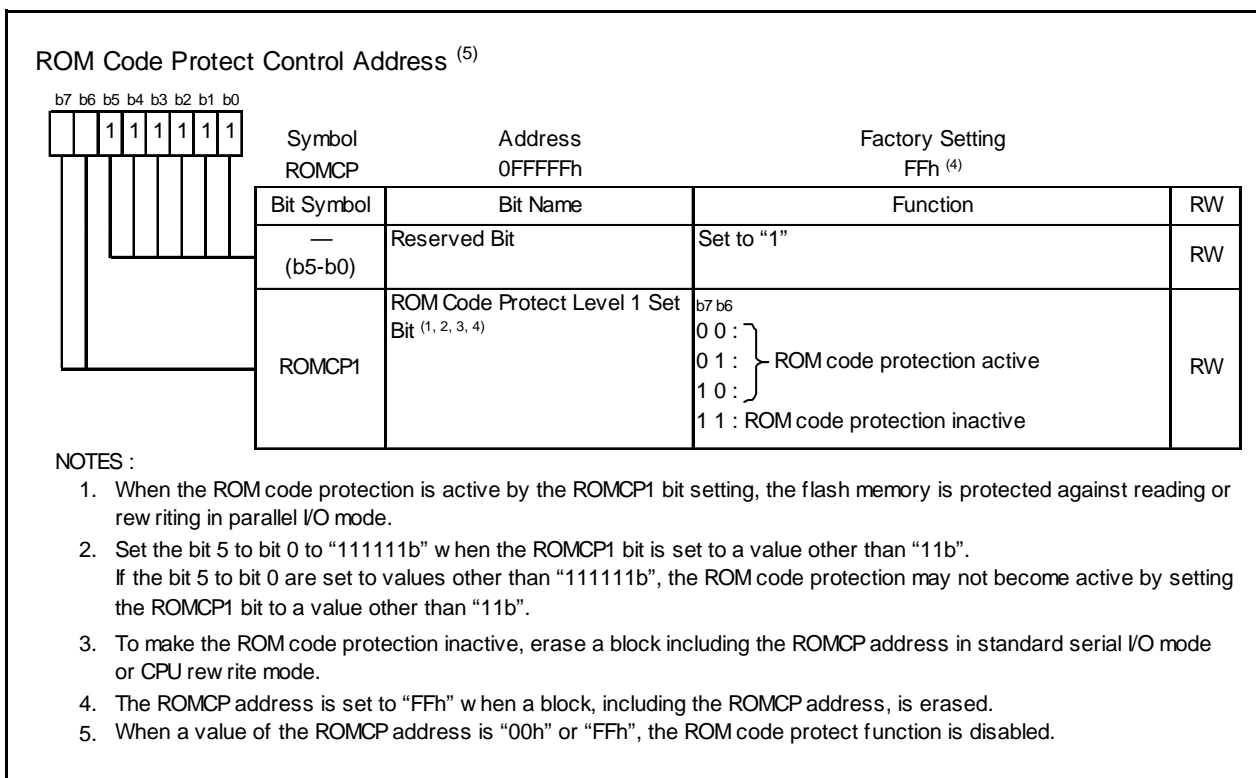 ROM Code Protect Control Address (5)
b7 b6 b5 b4 b3 b2 b1 b0
1 1 1 1 1 1
Symbol Address Factory Setting
ROMCP 0FFFFFh FFh (4)
Bit Symbol Bit Name Function RW
— Reserved Bit Set to “1” RW
(b5-b0)
ROMCP1 ROM Code Protect Level 1 Set b7 b6
Bit (1, 2, 3, 4) 0 0 :
0 1 : ROM code protection active RW
1 0 :
1 1 : ROM code protection inactive
NOTES :
1. When the ROM code protection is active by the ROMCP1 bit setting, the flash memory is protected against reading or
rew riting in parallel I/O mode.
2. Set the bit 5 to bit 0 to “111111b” w hen the ROMCP1 bit is set to a value other than “11b”.
If the bit 5 to bit 0 are set to values other than “111111b”, the ROM code protection may not become active by setting
the ROMCP1 bit to a value other than “11b”.
3. To make the ROM code protection inactive, erase a block including the ROMCP address in standard serial I/O mode
or CPU rew rite mode.
4. The ROMCP address is set to “FFh” w hen a block, including the ROMCP address, is erased.
5. When a value of the ROMCP address is “00h” or “FFh”, the ROM code protect function is disabled.